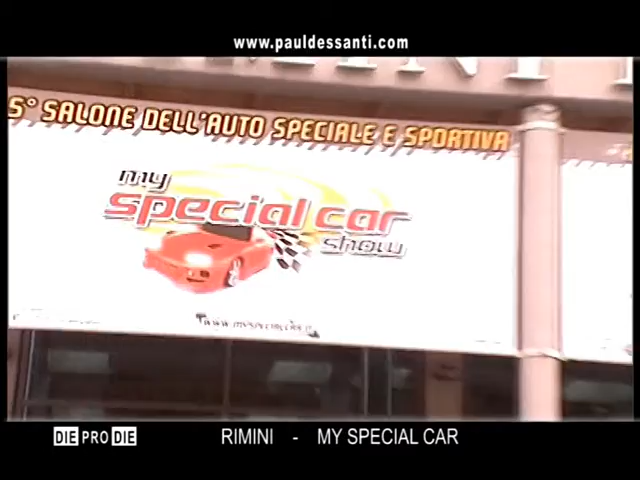 www.pauldessanti.com
5° SALONE DELL'AUTO SPECIALE E SPORTIVA
my
special car
show
DIE PRO DIE
RIMINI - MY SPECIAL CAR